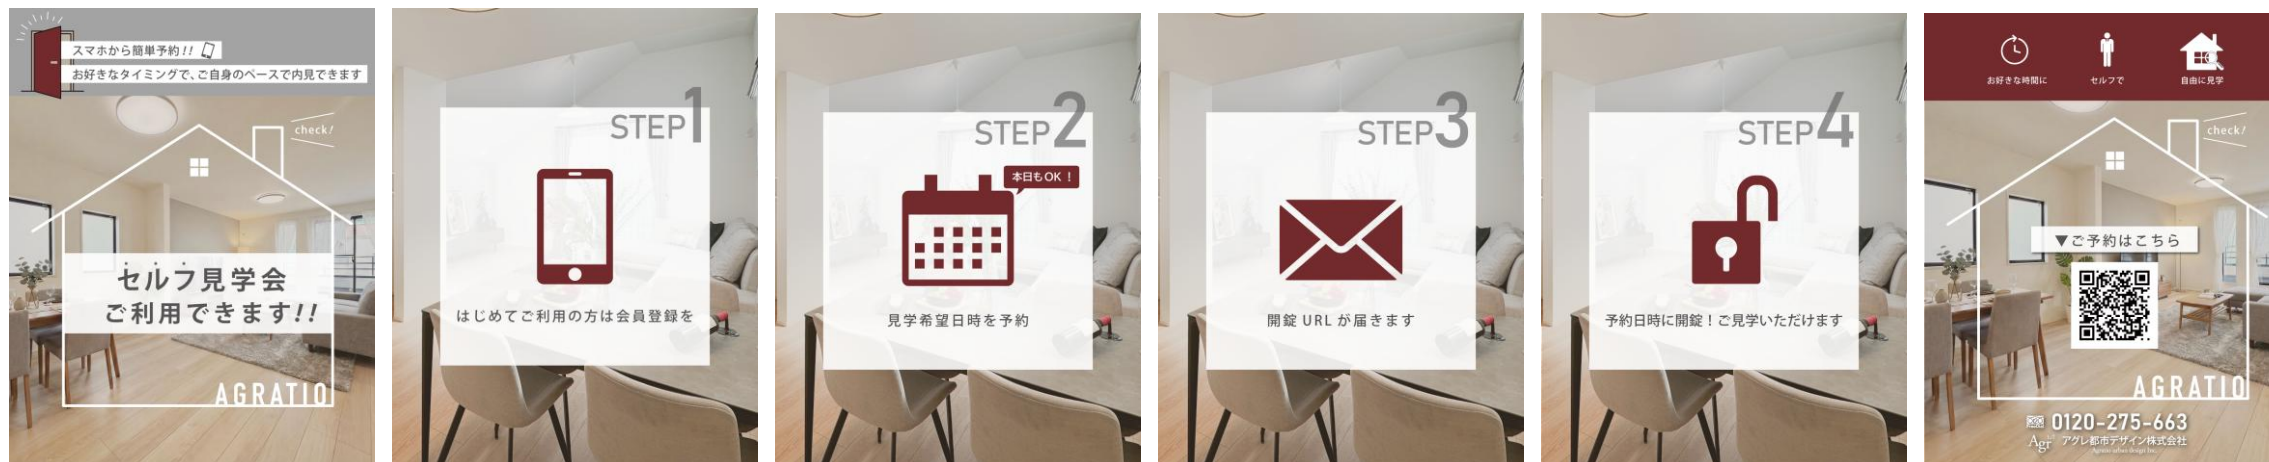 スマホから簡単予約!!
お好きなタイミングで、ご自身のペースで内見できます
check!
セルフ見学会
ご利用できます!!
AGRATIO
STEP1
はじめてご利用の方は会員登録を
STEP2
本日もOK！
見学希望日時を予約
STEP3
開錠 URL が届きます
STEP4
予約日時に開錠！ご見学いただけます
お好きな時間に
セルフで
自由に見学
check!
▼ご予約はこちら
AGRATIO
0120-275-663
Agr アグレ都市デザイン株式会社